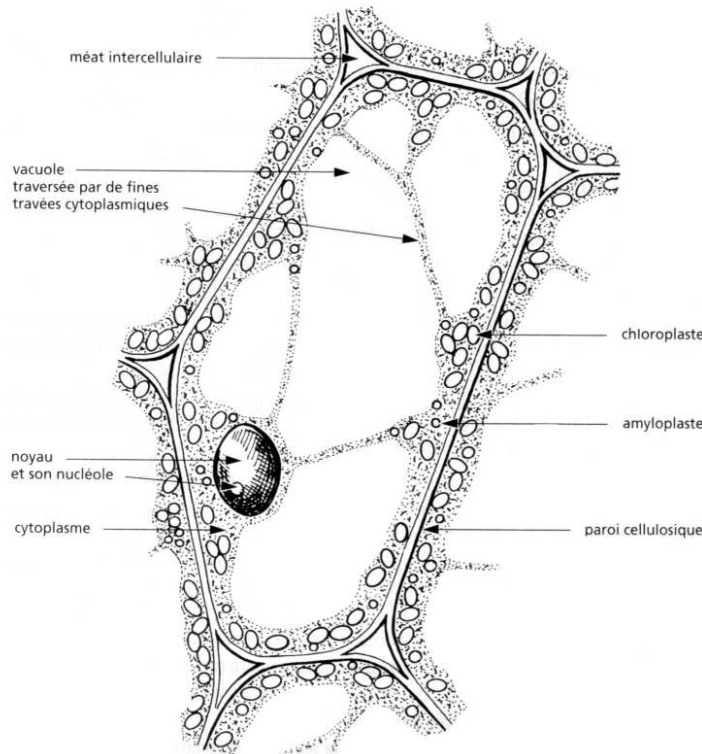 méat intercellulaire
vacuole
traversée par de fines
travées cytoplasmiques
chloroplaste
amyloplaste
noyau
et son nucléole
cytoplasme
paroi cellulosique